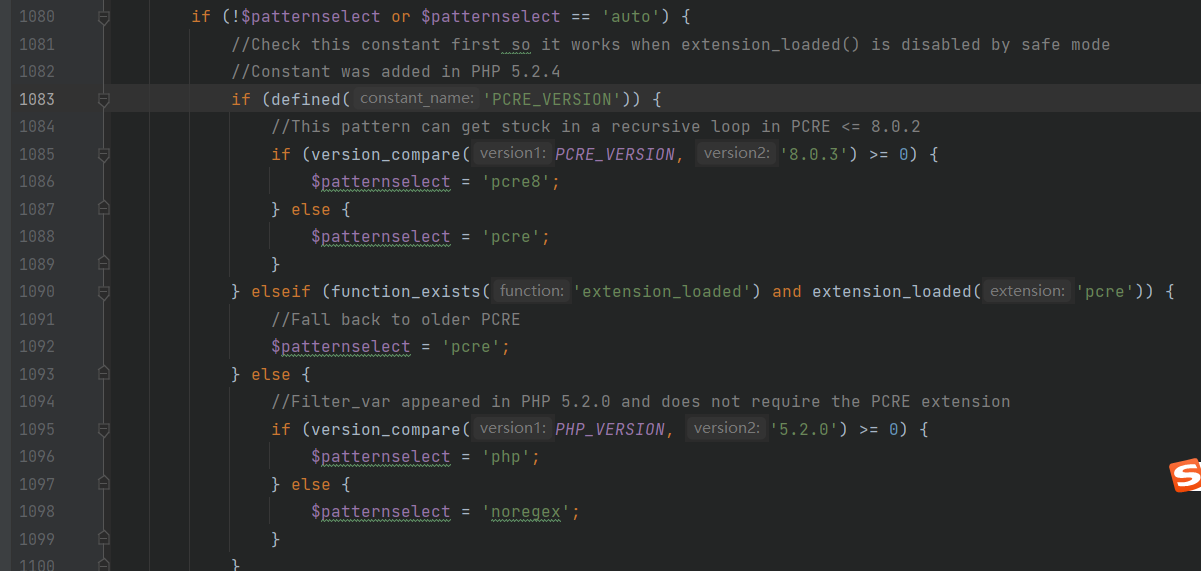 1080 if (!$patternselect or $patternselect == 'auto') {
1081 //Check this constant first so it works when extension_loaded() is disabled by safe mode
1082 //Constant was added in PHP 5.2.4
1083 if (defined( constant_name: 'PCRE_VERSION')) {
1084 //This pattern can get stuck in a recursive loop in PCRE <= 8.0.2
1085 if (version_compare( version1: PCRE_VERSION, version2: '8.0.3') >= 0) {
1086 $patternselect = 'pcre8';
1087 } else {
1088 $patternselect = 'pcre';
1089 }
1090 } elseif (function_exists( function: 'extension_loaded') and extension_loaded( extension: 'pcre')) {
1091 //Fall back to older PCRE
1092 $patternselect = 'pcre';
1093 } else {
1094 //Filter_var appeared in PHP 5.2.0 and does not require the PCRE extension
1095 if (version_compare( version1: PHP_VERSION, version2: '5.2.0') >= 0) {
1096 $patternselect = 'php';
1097 } else {
1098 $patternselect = 'noregex';
1099 }
1100 }
S